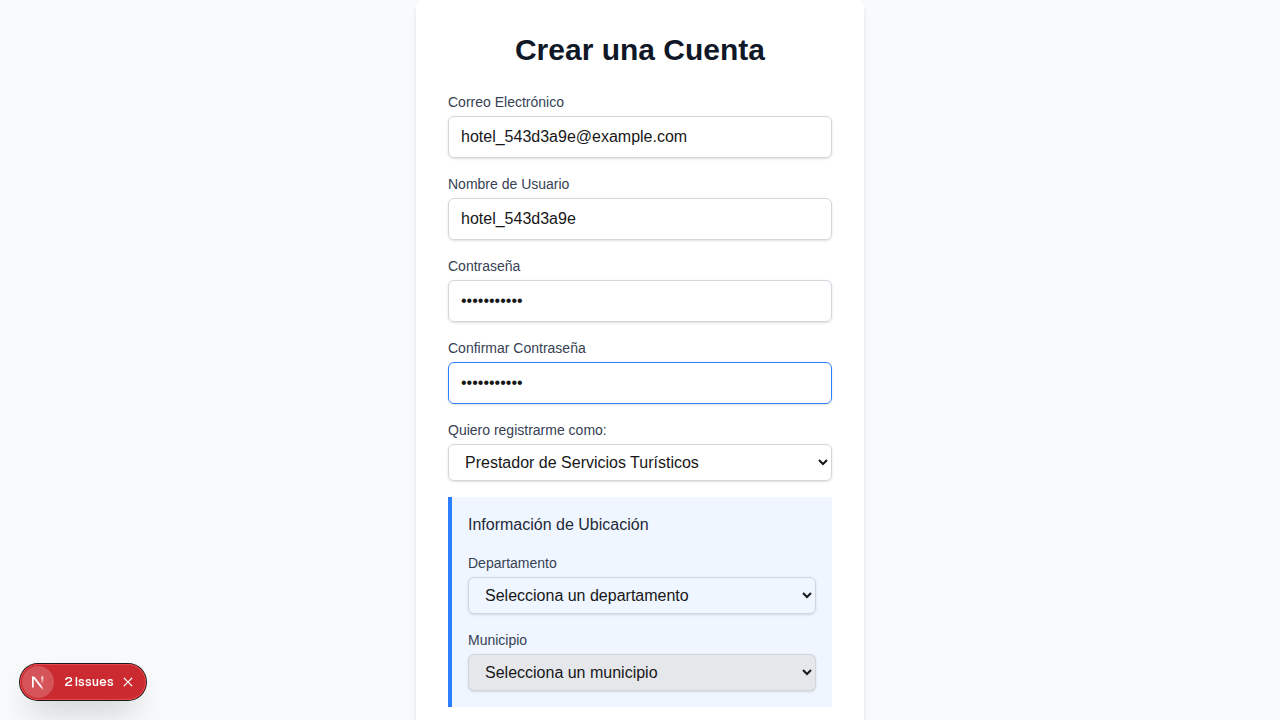 Crear una Cuenta
Correo Electrónico
hotel_543d3a9e@example.com
Nombre de Usuario
hotel_543d3a9e
Contraseña
•••••••••••
Confirmar Contraseña
•••••••••••
Quiero registrarme como:
Prestador de Servicios Turísticos
Información de Ubicación
Departamento
Selecciona un departamento
Municipio
Selecciona un municipio
N 2 Issues